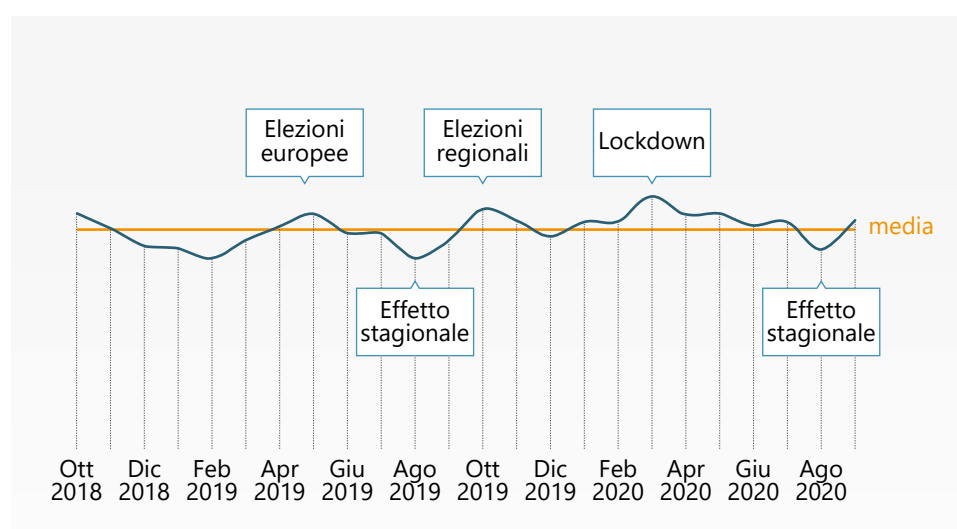 Elezioni
europee
Elezioni
regionali
Lockdown
media
Effetto
stagionale
Effetto
stagionale
Ott Dic Feb Apr Giu Ago Ott Dic Feb Apr Giu Ago
2018 2018 2019 2019 2019 2019 2019 2019 2020 2020 2020 2020